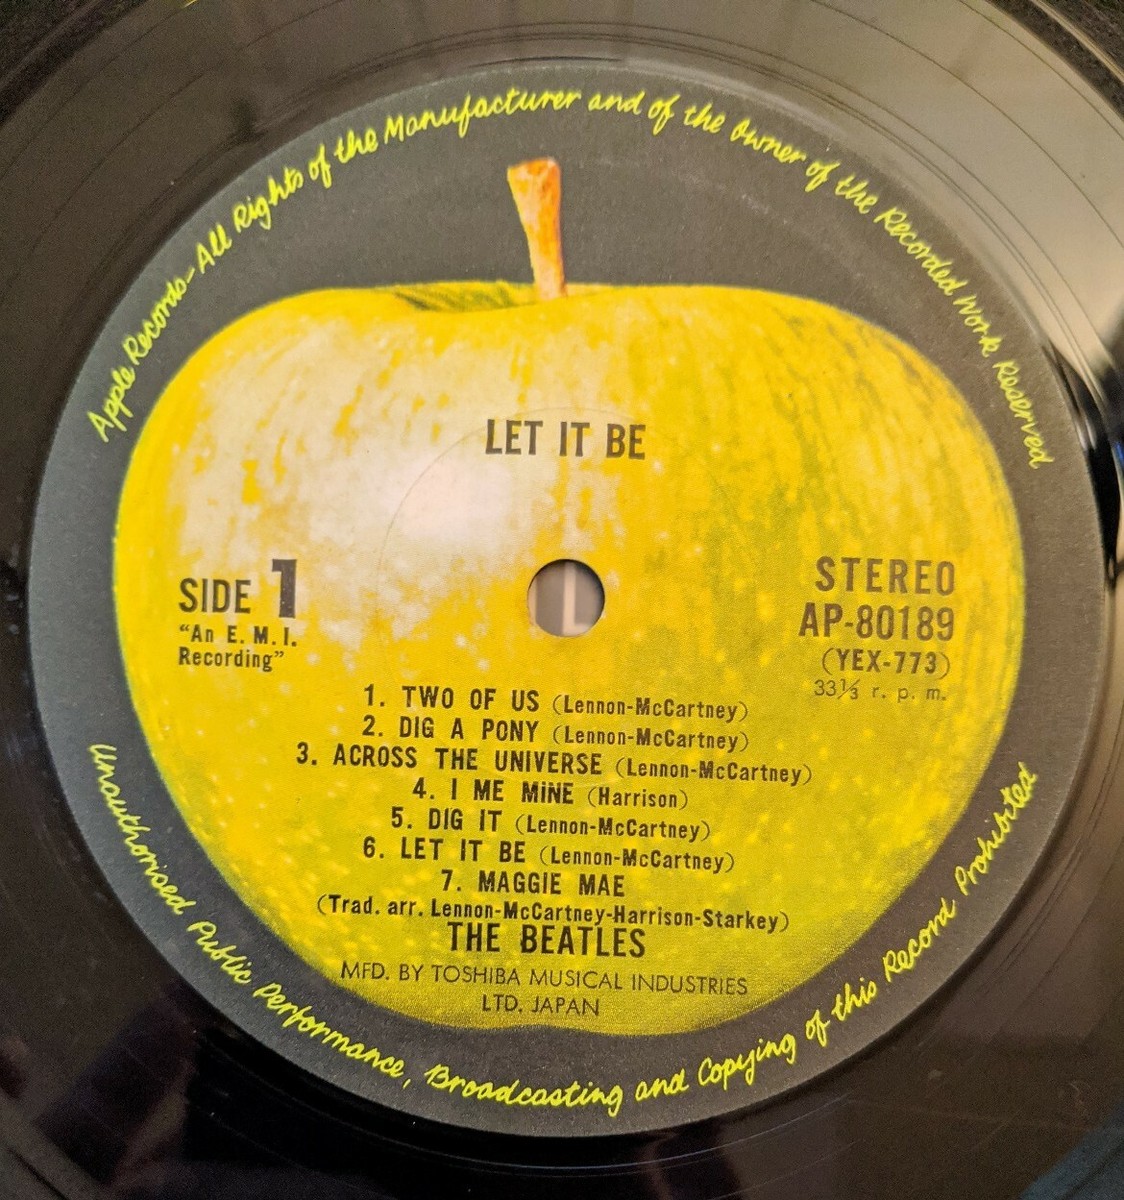 Apple Records-All Rights of the Manufacturer and of the Owner of the Recorded Work Reserved
LET IT BE
SIDE 1
"An E.M.I.
Recording"
STEREO
AP-80189
(YEX-773)
33⅓ r. p. m.
1. TWO OF US (Lennon-McCartney)
2. DIG A PONY (Lennon-McCartney)
3. ACROSS THE UNIVERSE (Lennon-McCartney)
4. I ME MINE (Harrison)
5. DIG IT (Lennon-McCartney)
6. LET IT BE (Lennon-McCartney)
7. MAGGIE MAE
(Trad. arr. Lennon-McCartney-Harrison-Starkey)
THE BEATLES
MFD. BY TOSHIBA MUSICAL INDUSTRIES
LTD. JAPAN
Unauthorised Public Performance, Broadcasting and Copying of this Record Prohibited